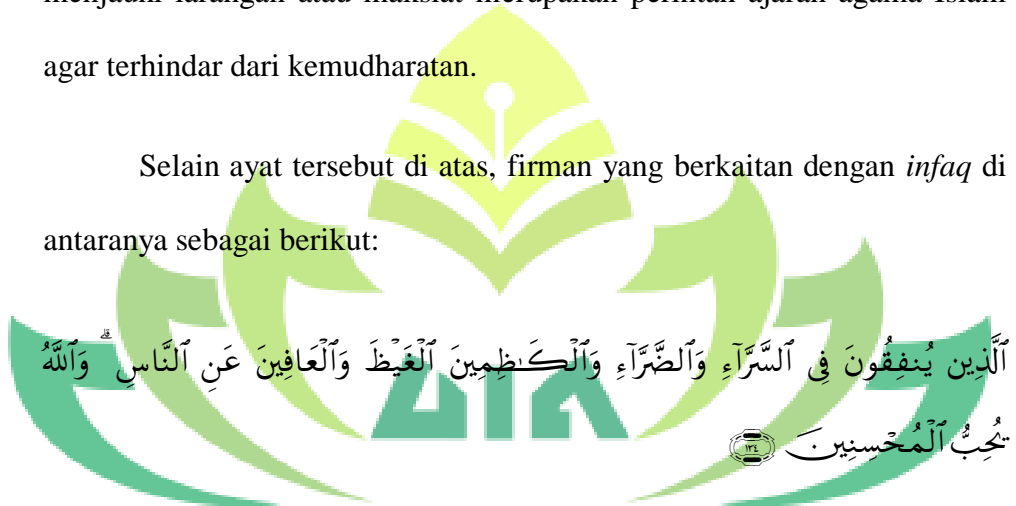 menjauhi larangan atau maksiat merupakan perintah ajaran agama Islam
agar terhindar dari kemudharatan.
Selain ayat tersebut di atas, firman yang berkaitan dengan infaq di
antaranya sebagai berikut:
ٱلَّذِين يُنفِقُونَ فِى ٱلسَّرَّآءِ وَٱلضَّرَّآءِ وَٱلْكَـٰظِمِينَ ٱلْغَيْظَ وَٱلْعَافِينَ عَنِ ٱلنَّاسِ ۗ وَٱللَّهُ
يُحِبُّ ٱلْمُحْسِنِينَ ١٣٤